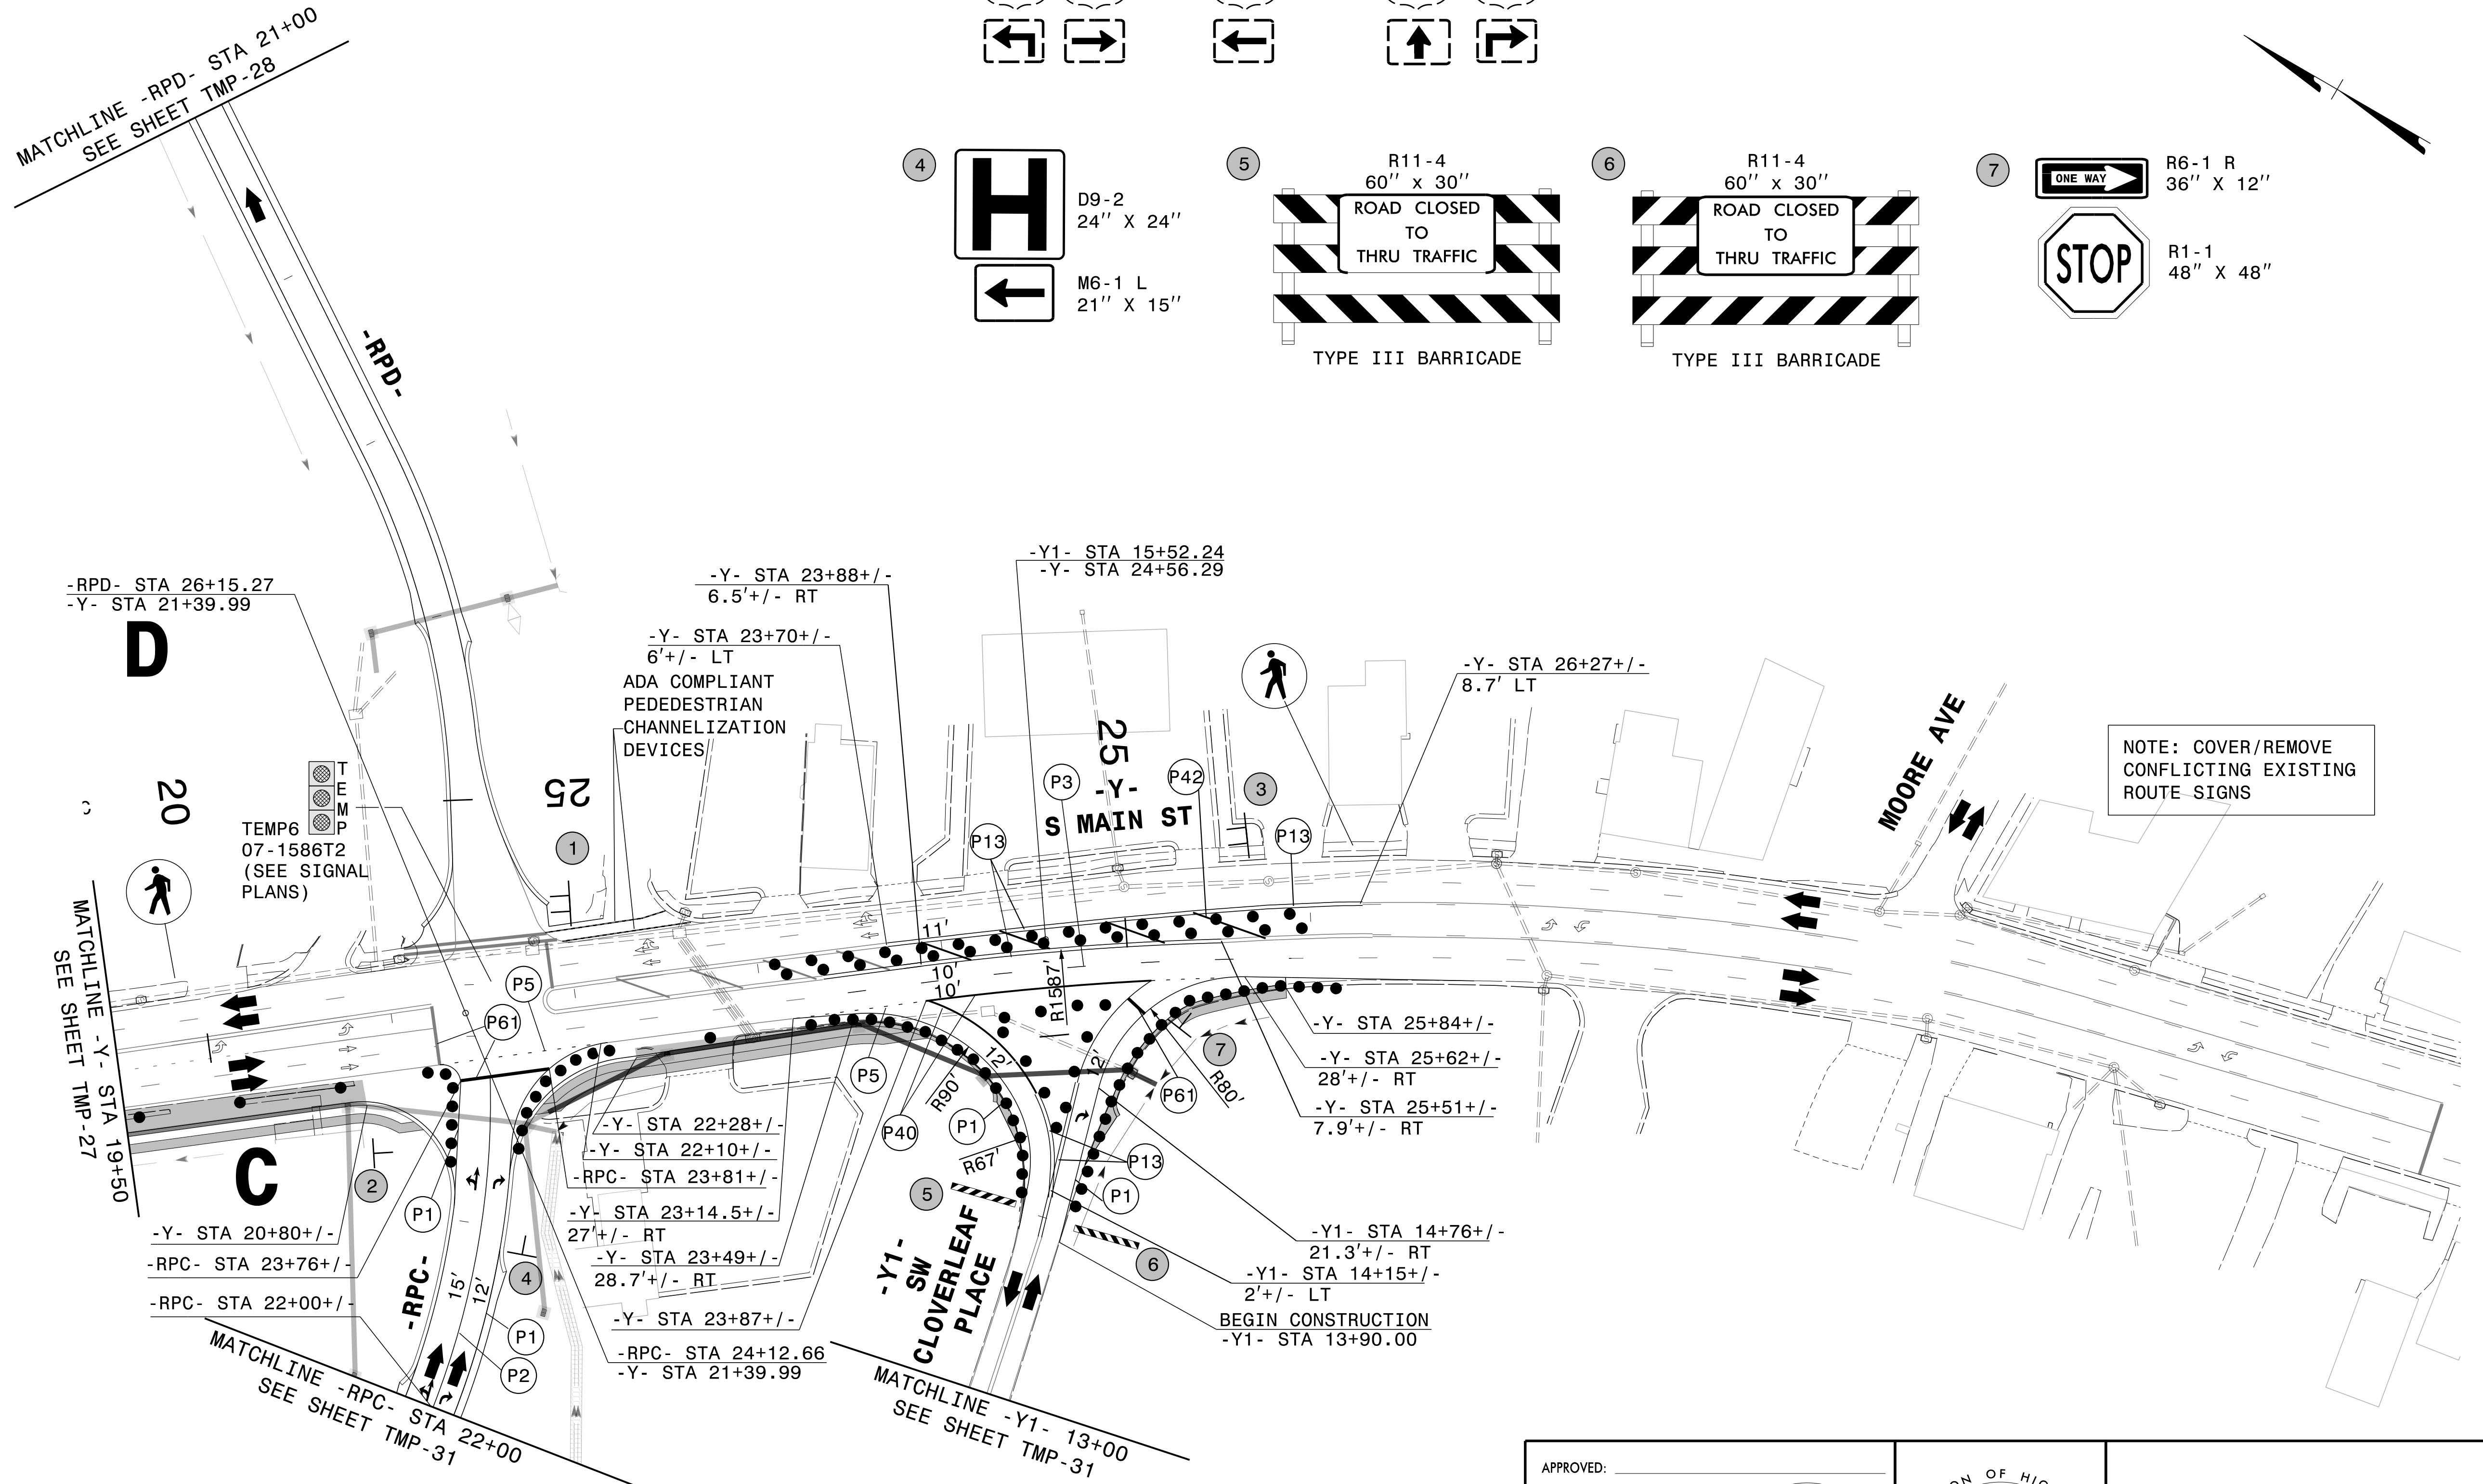 MATCHLINE -RPD- STA 21+00
SEE SHEET TMP-28
4
H
D9-2
24'' X 24''
M6-1 L
21'' X 15''
5
R11-4
60'' x 30''
ROAD CLOSED
TO
THRU TRAFFIC
TYPE III BARRICADE
6
R11-4
60'' x 30''
ROAD CLOSED
TO
THRU TRAFFIC
TYPE III BARRICADE
7
ONE WAY
R6-1 R
36'' X 12''
STOP
R1-1
48'' X 48''
-RPD-
-RPD- STA 26+15.27
-Y- STA 21+39.99
D
-Y- STA 23+88+/-
6.5'+/- RT
-Y- STA 23+70+/-
6'+/- LT
ADA COMPLIANT
PEDEDESTRIAN
CHANNELIZATION
DEVICES
-Y1- STA 15+52.24
-Y- STA 24+56.29
-Y- STA 26+27+/-
8.7' LT
NOTE: COVER/REMOVE
CONFLICTING EXISTING
ROUTE SIGNS
MOORE AVE
20
25
25
-Y-
S MAIN ST
TEMP
TEMP6
07-1586T2
(SEE SIGNAL
PLANS)
1
P3
P42
3
P13
P13
MATCHLINE -Y- STA 19+50
SEE SHEET TMP-27
11'
10'
10'
R1587'
P5
P61
P5
P40
12'
R90'
P1
R67'
12'
7
R80'
P61
P13
P1
-Y- STA 25+84+/-
-Y- STA 25+62+/-
28'+/- RT
-Y- STA 25+51+/-
7.9'+/- RT
C
2
P1
-Y- STA 20+80+/-
-RPC- STA 23+76+/-
-RPC- STA 22+00+/-
-RPC-
15'
12'
4
P1
P2
-Y- STA 22+28+/-
-Y- STA 22+10+/-
-RPC- STA 23+81+/-
-Y- STA 23+14.5+/-
27'+/- RT
-Y- STA 23+49+/-
28.7'+/- RT
-Y- STA 23+87+/-
-RPC- STA 24+12.66
-Y- STA 21+39.99
5
-Y1-
SW
CLOVERLEAF
PLACE
6
-Y1- STA 14+76+/-
21.3'+/- RT
-Y1- STA 14+15+/-
2'+/- LT
BEGIN CONSTRUCTION
-Y1- STA 13+90.00
MATCHLINE -RPC- STA 22+00
SEE SHEET TMP-31
MATCHLINE -Y1- 13+00
SEE SHEET TMP-31
APPROVED:
OF